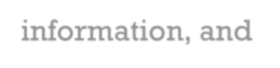 information, and